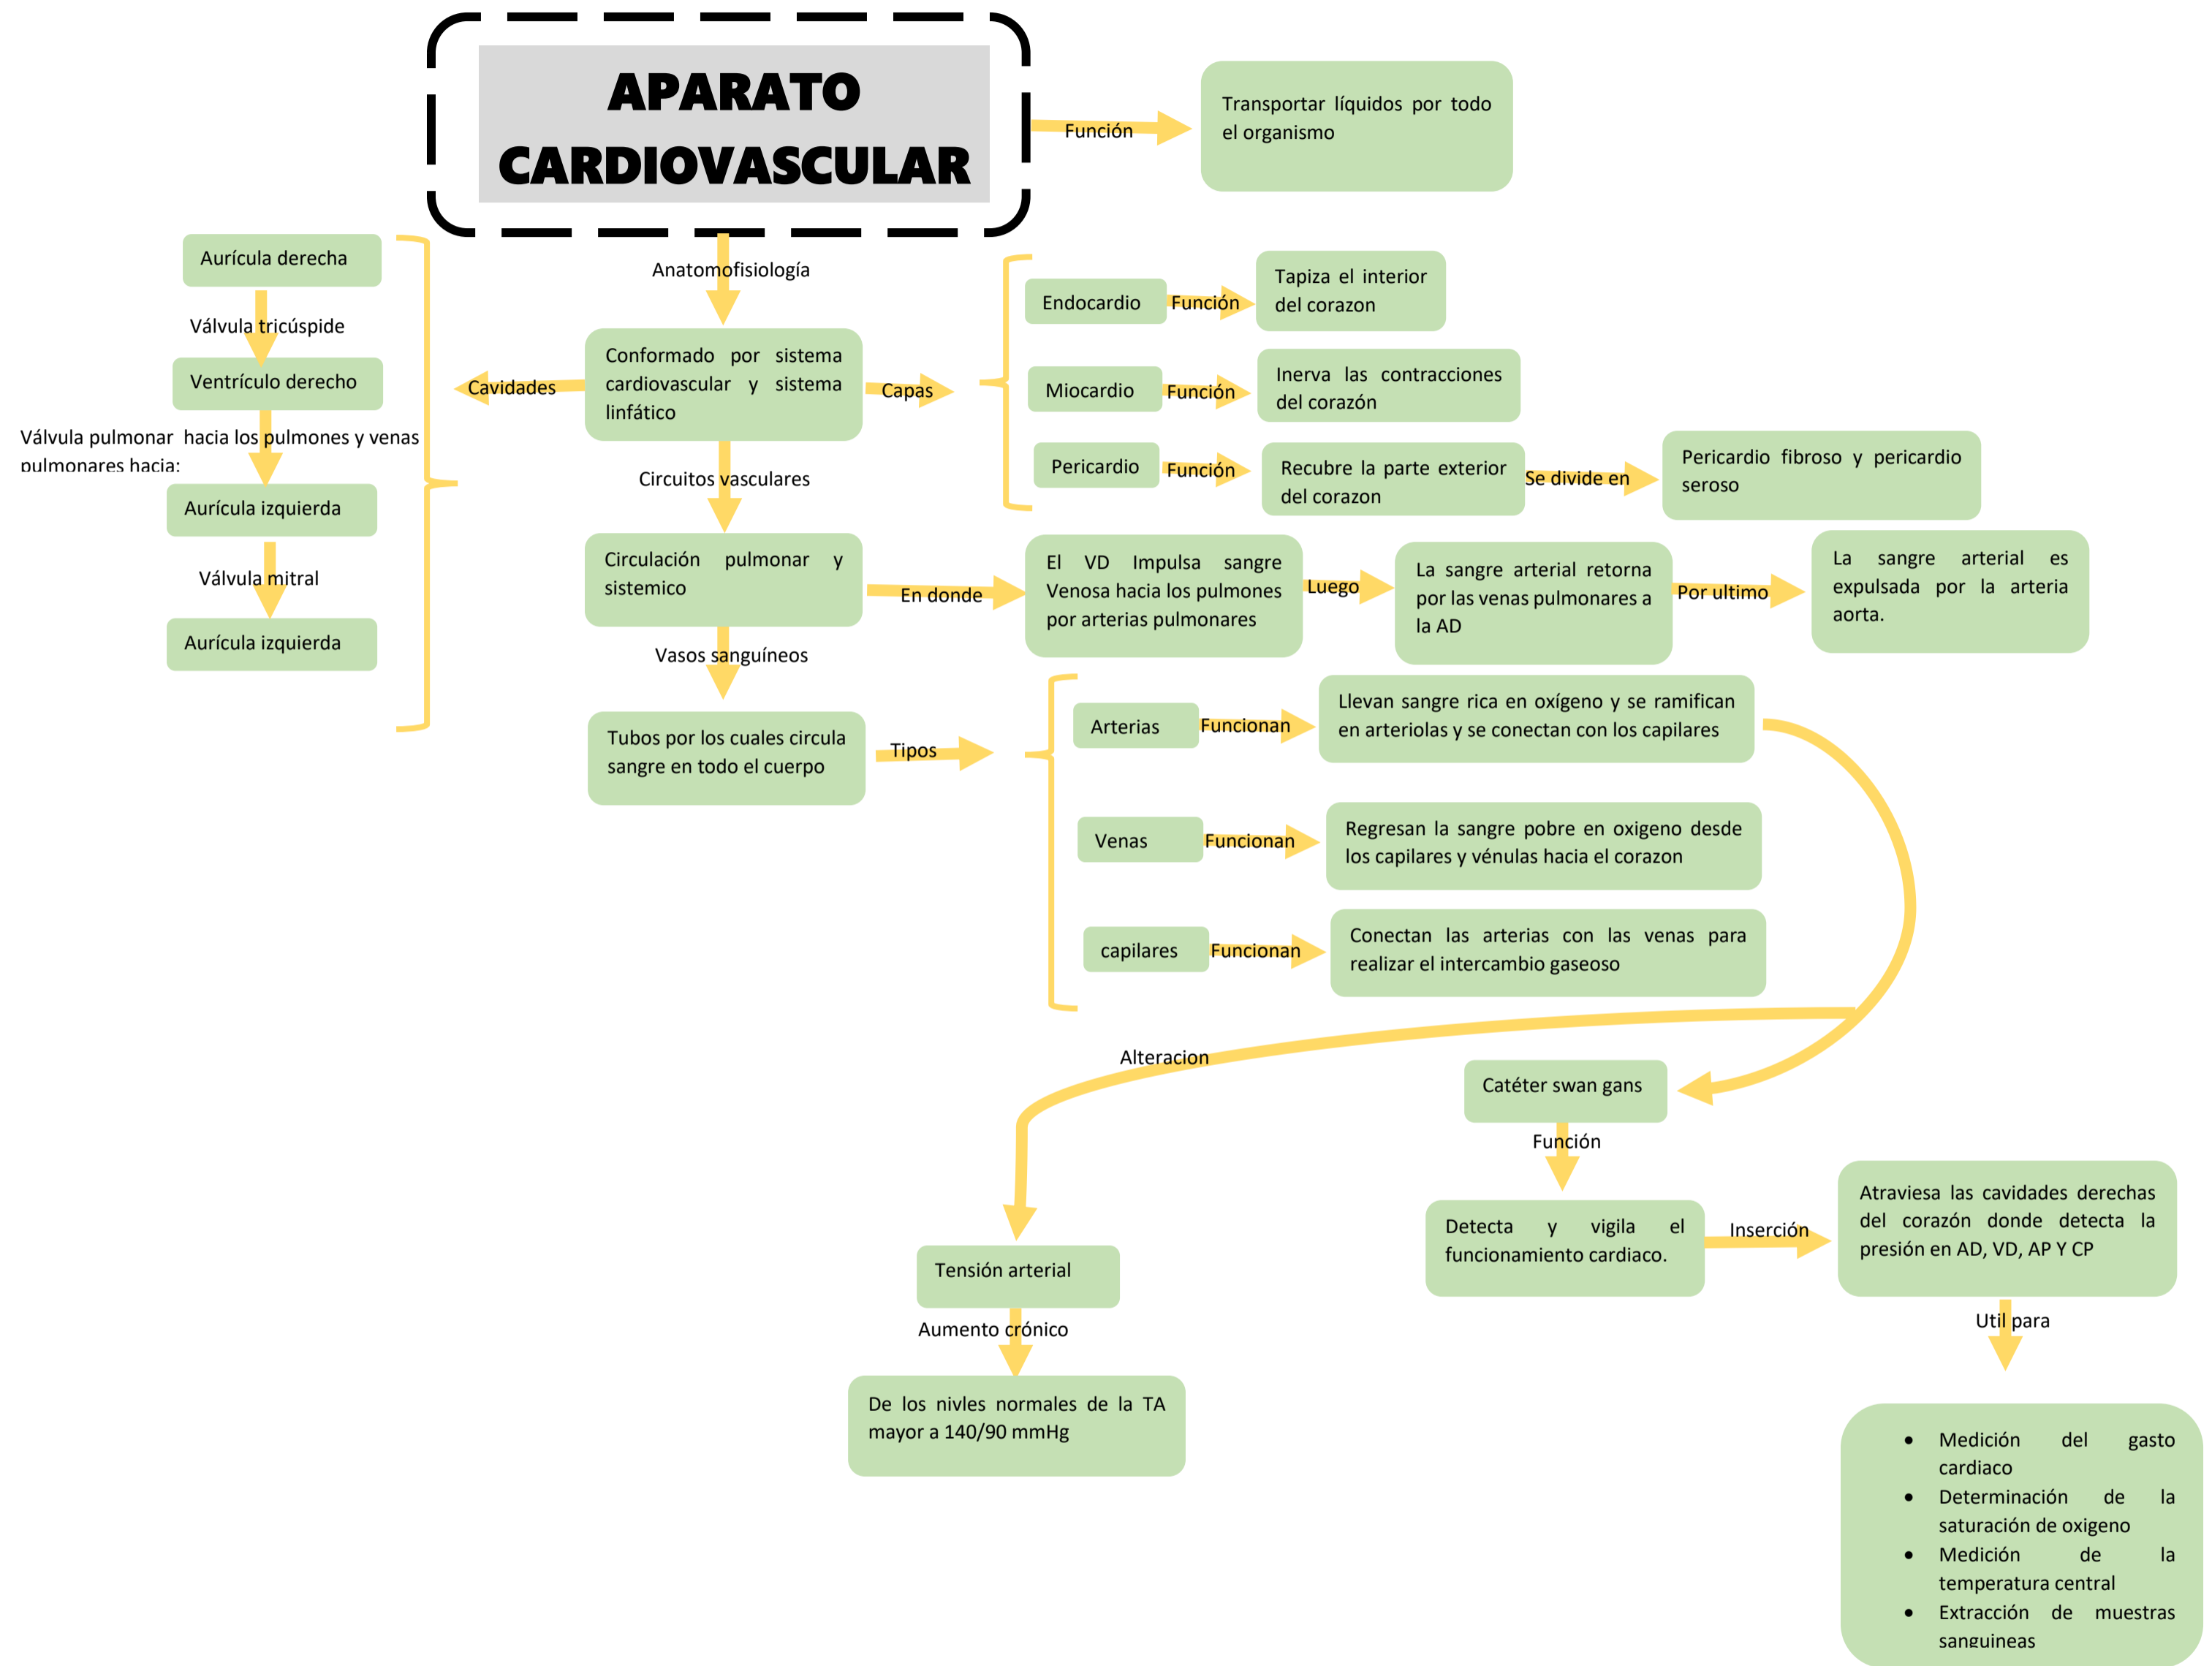 APARATO
CARDIOVASCULAR
Función
Transportar líquidos por todo
el organismo
Anatomofisiología
Conformado por sistema
cardiovascular y sistema
linfático
Cavidades
Aurícula derecha
Válvula tricúspide
Ventrículo derecho
Válvula pulmonar hacia los pulmones y venas
pulmonares hacia:
Aurícula izquierda
Válvula mitral
Aurícula izquierda
Capas
Endocardio
Función
Tapiza el interior
del corazon
Miocardio
Función
Inerva las contracciones
del corazón
Pericardio
Función
Recubre la parte exterior
del corazon
Se divide en
Pericardio fibroso y pericardio
seroso
Circuitos vasculares
Circulación pulmonar y
sistemico
En donde
El VD Impulsa sangre
Venosa hacia los pulmones
por arterias pulmonares
Luego
La sangre arterial retorna
por las venas pulmonares a
la AD
Por ultimo
La sangre arterial es
expulsada por la arteria
aorta.
Vasos sanguíneos
Tubos por los cuales circula
sangre en todo el cuerpo
Tipos
Arterias
Funcionan
Llevan sangre rica en oxígeno y se ramifican
en arteriolas y se conectan con los capilares
Venas
Funcionan
Regresan la sangre pobre en oxigeno desde
los capilares y vénulas hacia el corazon
capilares
Funcionan
Conectan las arterias con las venas para
realizar el intercambio gaseoso
Alteracion
Tensión arterial
Aumento crónico
De los nivles normales de la TA
mayor a 140/90 mmHg
Catéter swan gans
Función
Detecta y vigila el
funcionamiento cardiaco.
Inserción
Atraviesa las cavidades derechas
del corazón donde detecta la
presión en AD, VD, AP Y CP
Util para
• Medición del gasto
cardiaco
• Determinación de la
saturación de oxigeno
• Medición de la
temperatura central
• Extracción de muestras
sanguineas